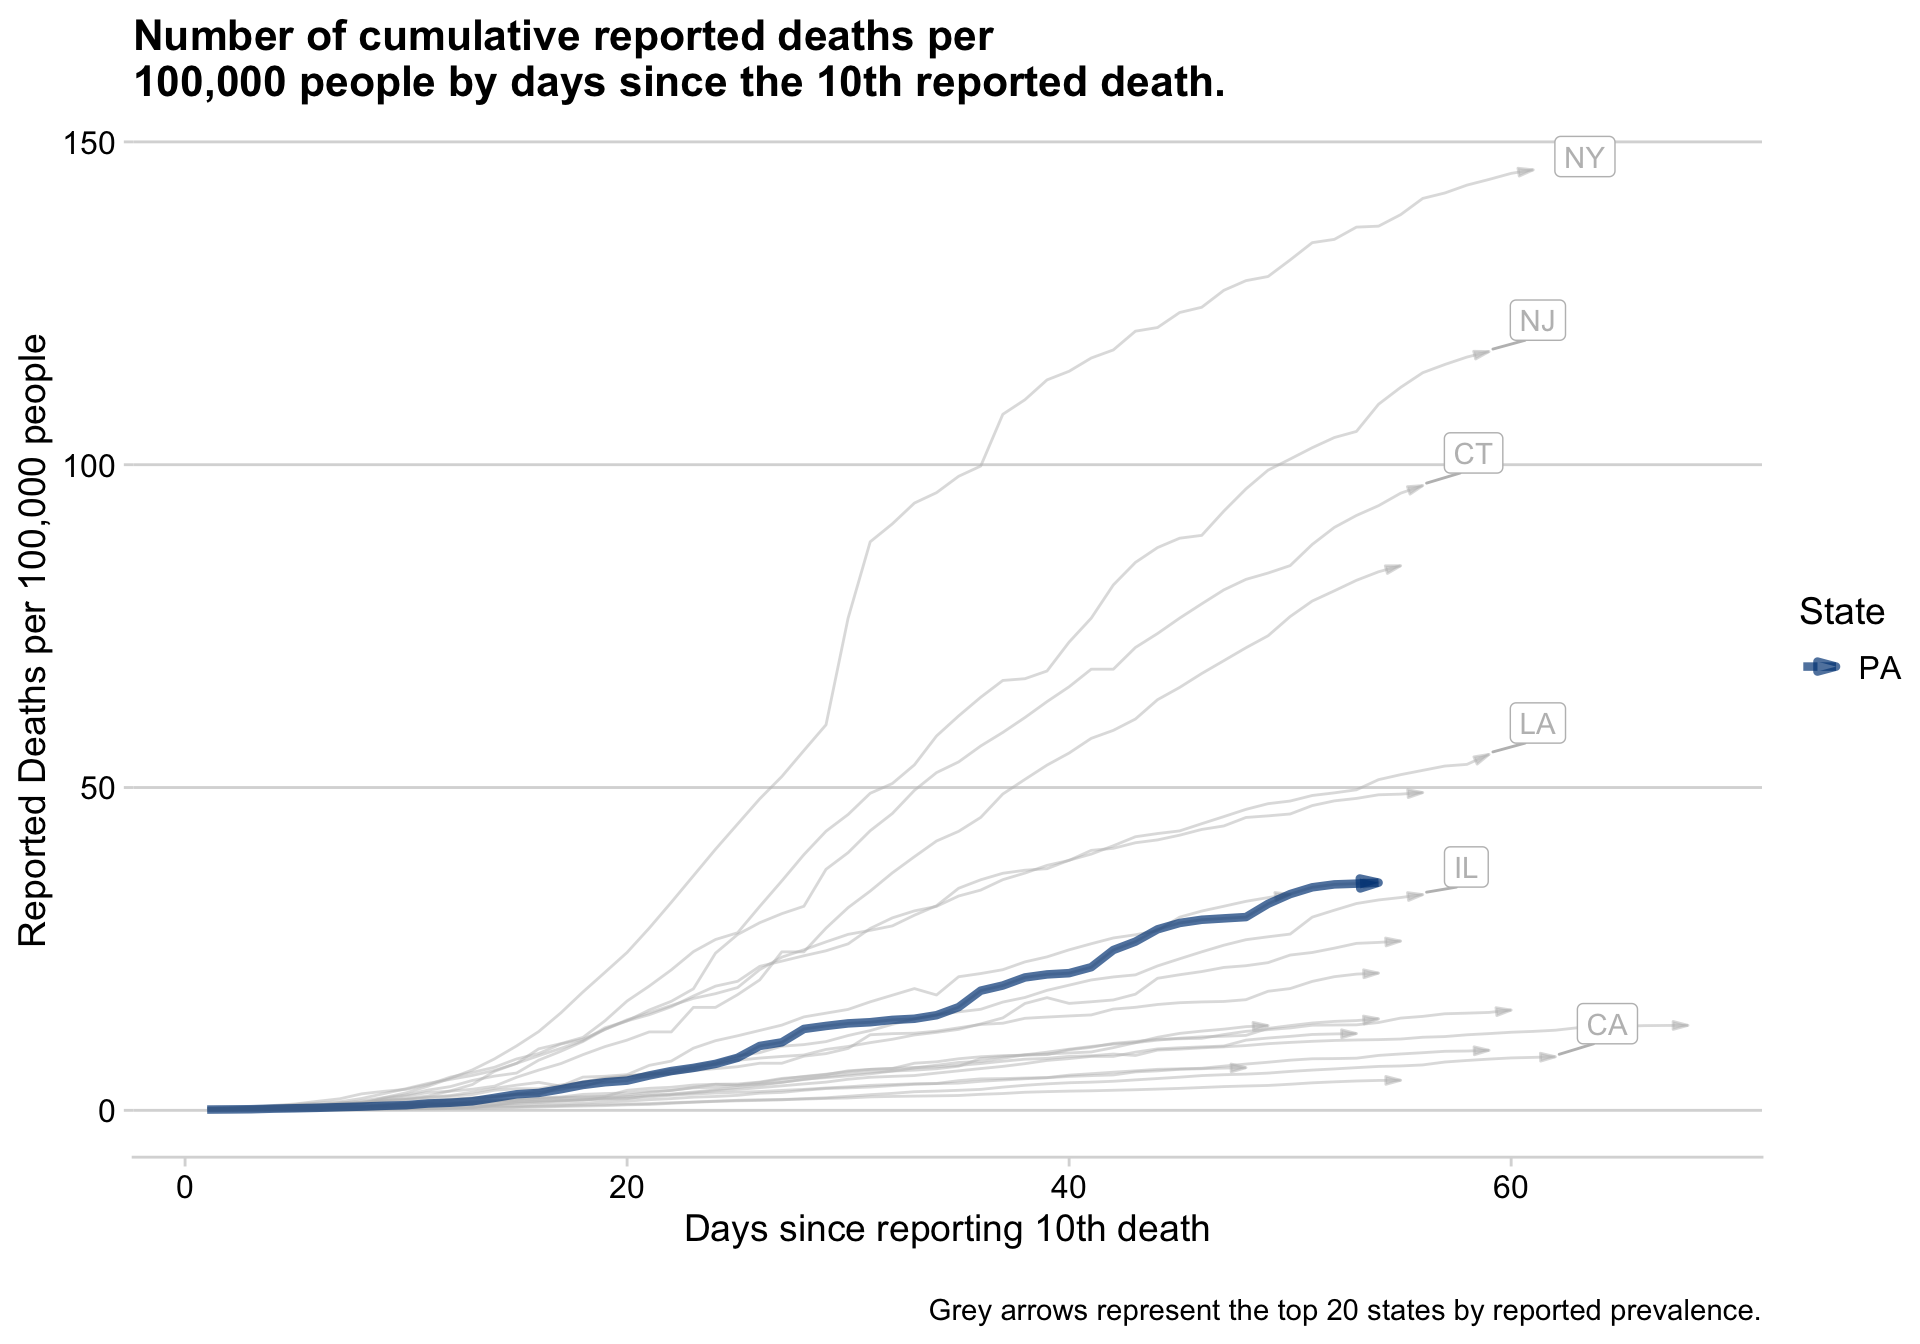 Number of cumulative reported deaths per
100,000 people by days since the 10th reported death.
Reported Deaths per 100,000 people
150
100
50
0
NY
NJ
CT
LA
IL
CA
State
PA
0
20
40
60
Days since reporting 10th death
Grey arrows represent the top 20 states by reported prevalence.